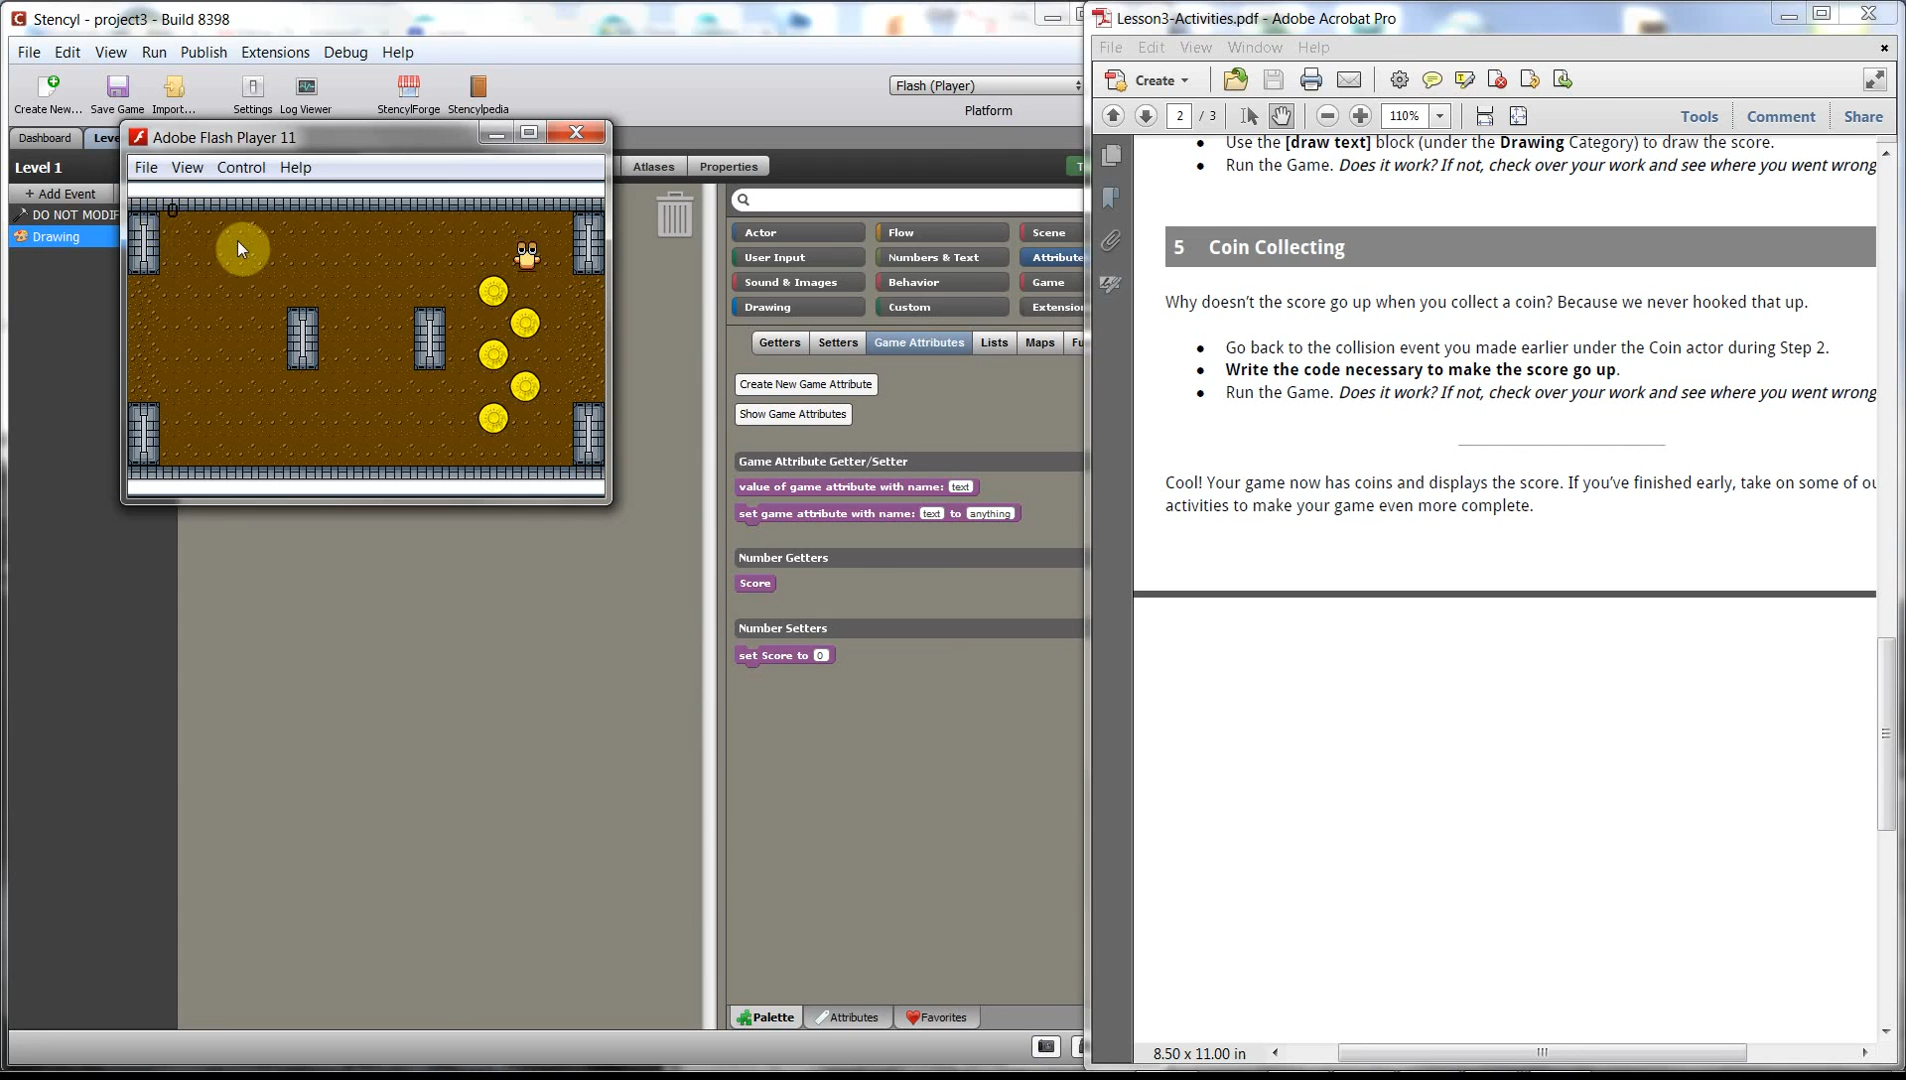 Stencyl - project3 - Build 8398
File Edit View Run Publish Extensions Debug Help
Create New... Save Game Import... Settings Log Viewer StencylForge Stencylpedia
Flash (Player)
Platform
Dashboard
Level 1
+ Add Event
DO NOT MODIF
Drawing
Atlases Properties
Adobe Flash Player 11
File View Control Help
0
Actor Flow Scene
User Input Numbers & Text Attribute
Sound & Images Behavior Game
Drawing Custom Extensio
Getters Setters Game Attributes Lists Maps Fu
Create New Game Attribute
Show Game Attributes
Game Attribute Getter/Setter
value of game attribute with name: text
set game attribute with name: text to anything
Number Getters
Score
Number Setters
set Score to 0
Palette Attributes Favorites
Lesson3-Activities.pdf - Adobe Acrobat Pro
File Edit View Window Help
Create
2 / 3 110% Tools Comment Share
• Use the [draw text] block (under the Drawing Category) to draw the score.
• Run the Game. Does it work? If not, check over your work and see where you went wrong
5 Coin Collecting
Why doesn't the score go up when you collect a coin? Because we never hooked that up.
• Go back to the collision event you made earlier under the Coin actor during Step 2.
• Write the code necessary to make the score go up.
• Run the Game. Does it work? If not, check over your work and see where you went wrong
Cool! Your game now has coins and displays the score. If you've finished early, take on some of ou
activities to make your game even more complete.
8.50 x 11.00 in